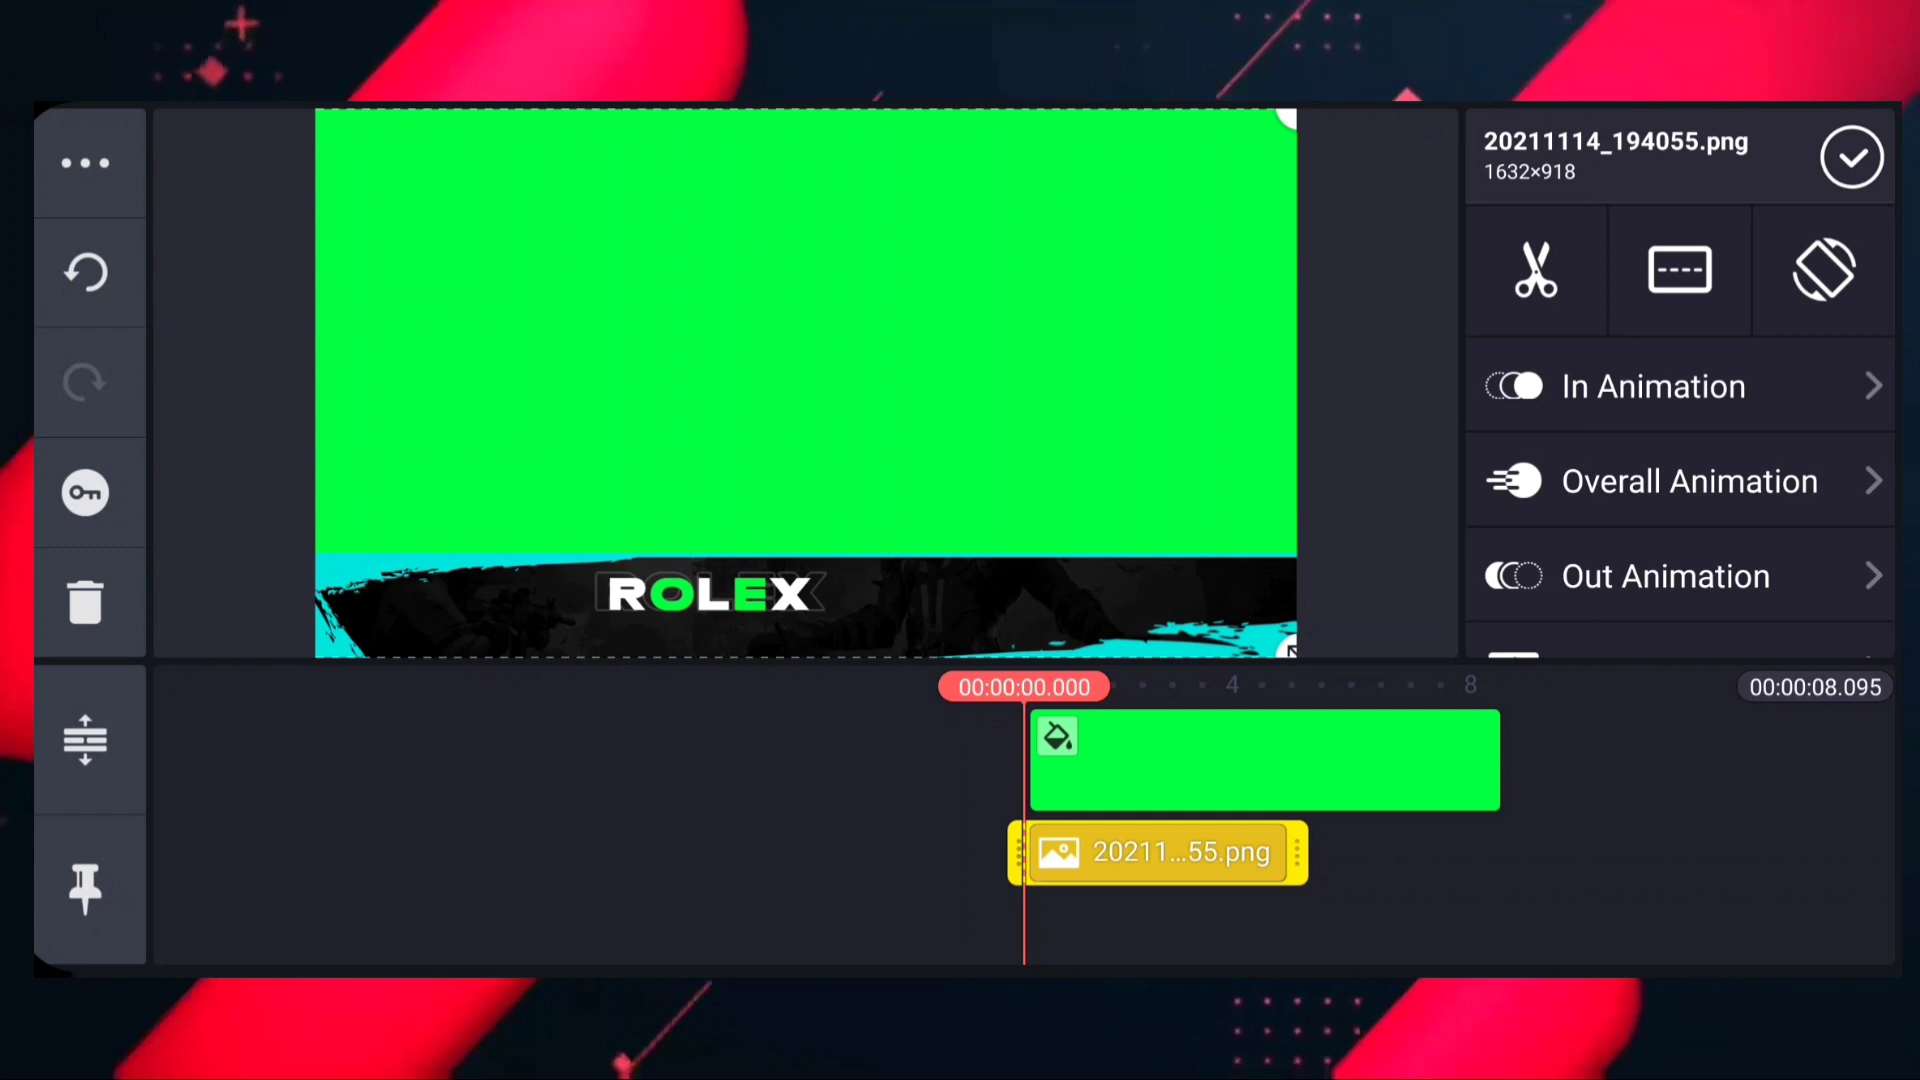 20211114_194055.png
1632×918
In Animation
Overall Animation
Out Animation
ROLEX
00:00:00.000
4
8
00:00:08.095
20211...55.png